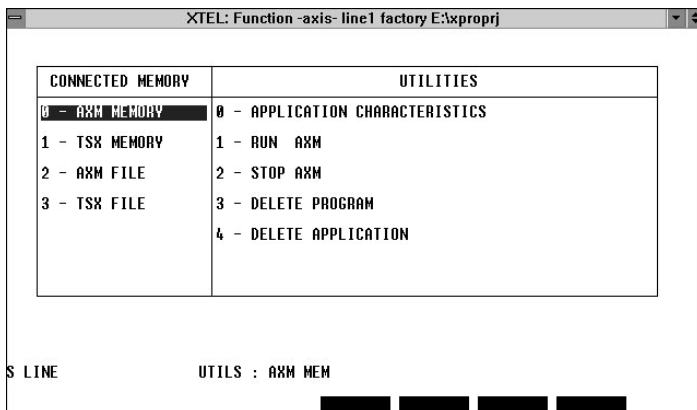 XTEL: Function -axis- line1 factory E:\xproprj
CONNECTED MEMORY
UTILITIES
0 - AXM MEMORY
0 - APPLICATION CHARACTERISTICS
1 - TSX MEMORY
1 - RUN AXM
2 - AXM FILE
2 - STOP AXM
3 - TSX FILE
3 - DELETE PROGRAM
4 - DELETE APPLICATION
S LINE
UTILS : AXM MEM